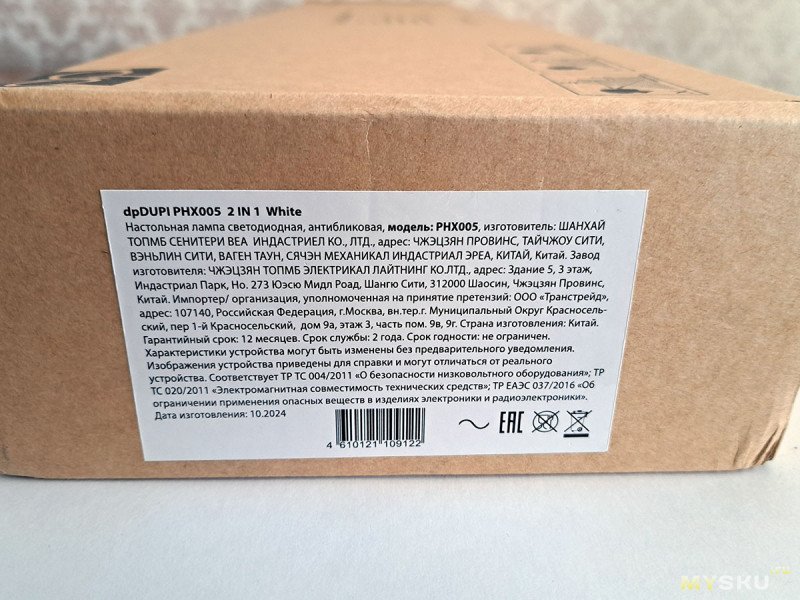 dpDUPI PHX005 2 IN 1 White
Настольная лампа светодиодная, антибликовая, модель: PHX005, изготовитель: ШАНХАЙ
ТОПМБ СЕНИТЕРИ ВЕА ИНДАСТРИЕЛ КО., ЛТД., адрес: ЧЖЭЦЗЯН ПРОВИНС, ТАЙЧЖОУ СИТИ,
ВЭНЬЛИН СИТИ, ВАГЕН ТАУН, СЯЧЭН МЕХАНИКАЛ ИНДАСТРИАЛ ЭРЕА, КИТАЙ, Китай. Завод
изготовителя: ЧЖЭЦЗЯН ТОПМБ ЭЛЕКТРИКАЛ ЛАЙТНИНГ КО.ЛТД., адрес: Здание 5, 3 этаж,
Индастриал Парк, Но. 273 Юэсю Мидл Роад, Шангю Сити, 312000 Шаосин, Чжэцзян Провинс,
Китай. Импортер/ организация, уполномоченная на принятие претензий: ООО «Транстрейд»,
адрес: 107140, Российская Федерация, г.Москва, вн.тер.г. Муниципальный Округ Красносель-
ский, пер 1-й Красносельский, дом 9а, этаж 3, часть пом. 9в, 9г. Страна изготовления: Китай.
Гарантийный срок: 12 месяцев. Срок службы: 2 года. Срок годности: не ограничен.
Характеристики устройства могут быть изменены без предварительного уведомления.
Изображения устройства приведены для справки и могут отличаться от реального
устройства. Соответствует ТР ТС 004/2011 «О безопасности низковольтного оборудования»; ТР
ТС 020/2011 «Электромагнитная совместимость технических средств»; ТР ЕАЭС 037/2016 «Об
ограничении применения опасных веществ в изделиях электроники и радиоэлектроники».
Дата изготовления: 10.2024
EAC
4 610121 109122
MYSKU.ru